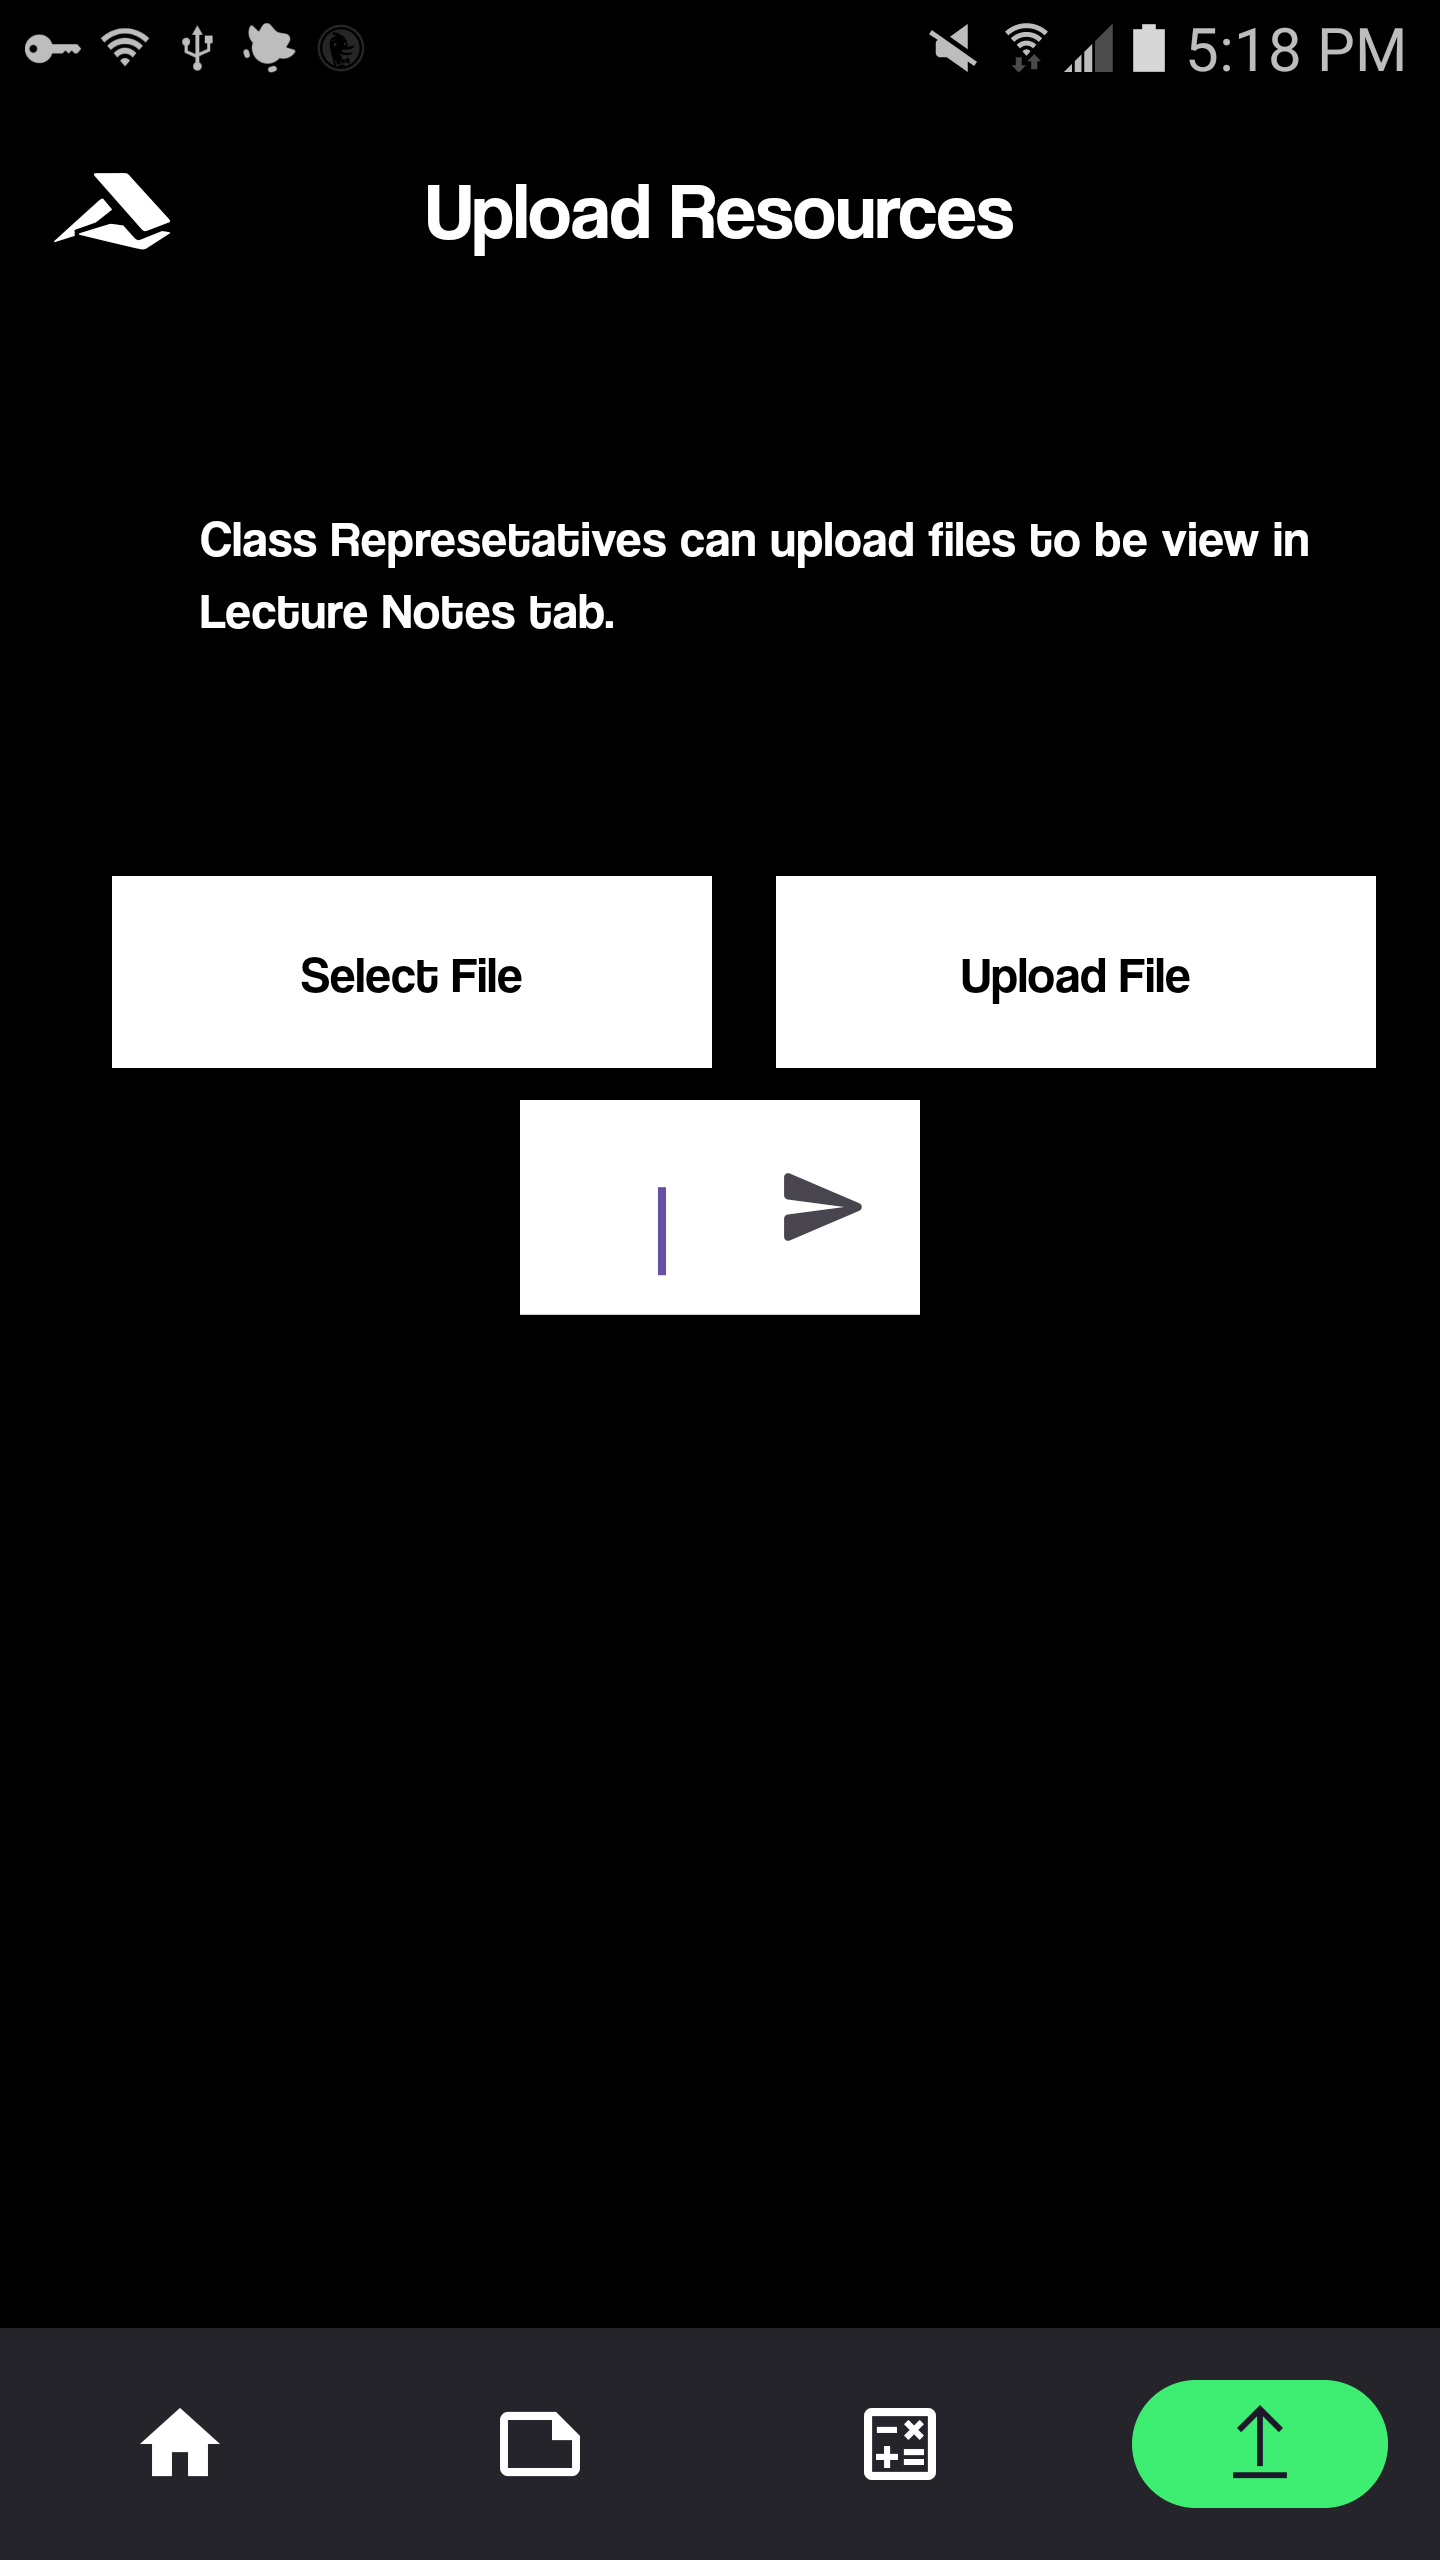 5:18 PM
Upload Resources
Class Represetatives can upload files to be view in
Lecture Notes tab.
Select File
Upload File